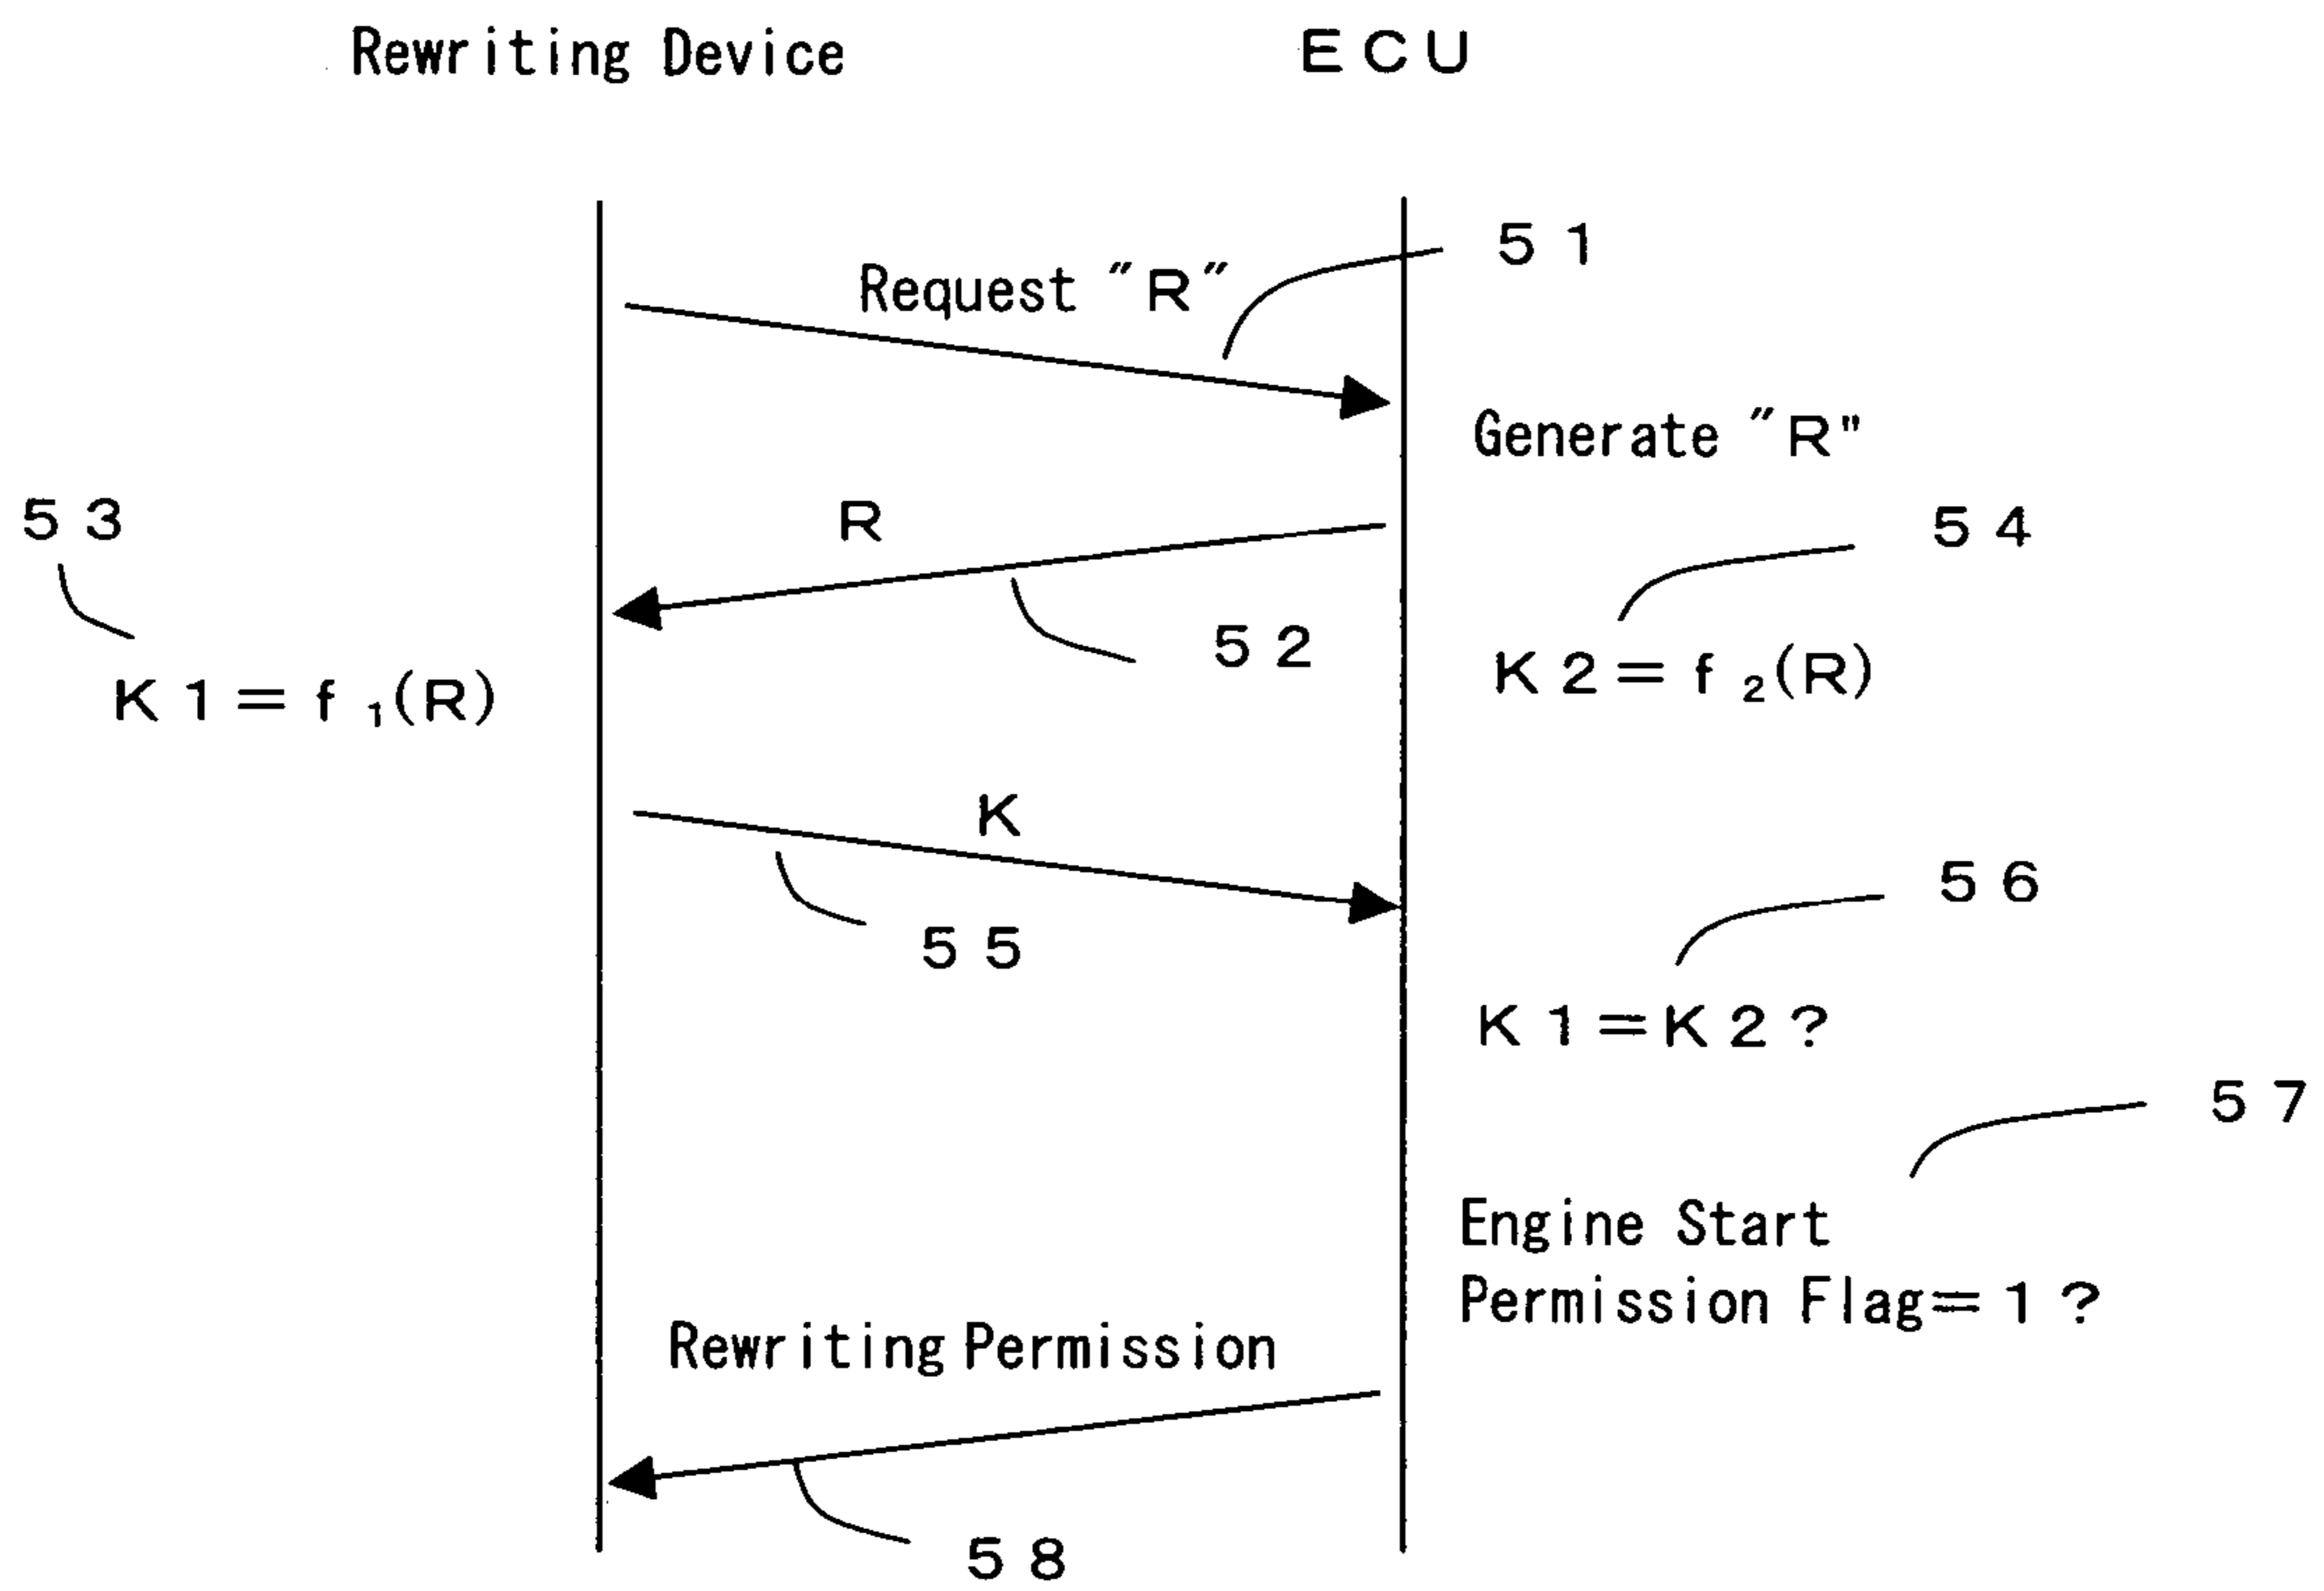 Rewriting Device
ECU
51
Request "R"
Generate "R"
53
R
54
52
K2=f₂(R)
K1=f₁(R)
K
56
55
K1=K2?
57
Engine Start
Permission Flag=1?
Rewriting Permission
58